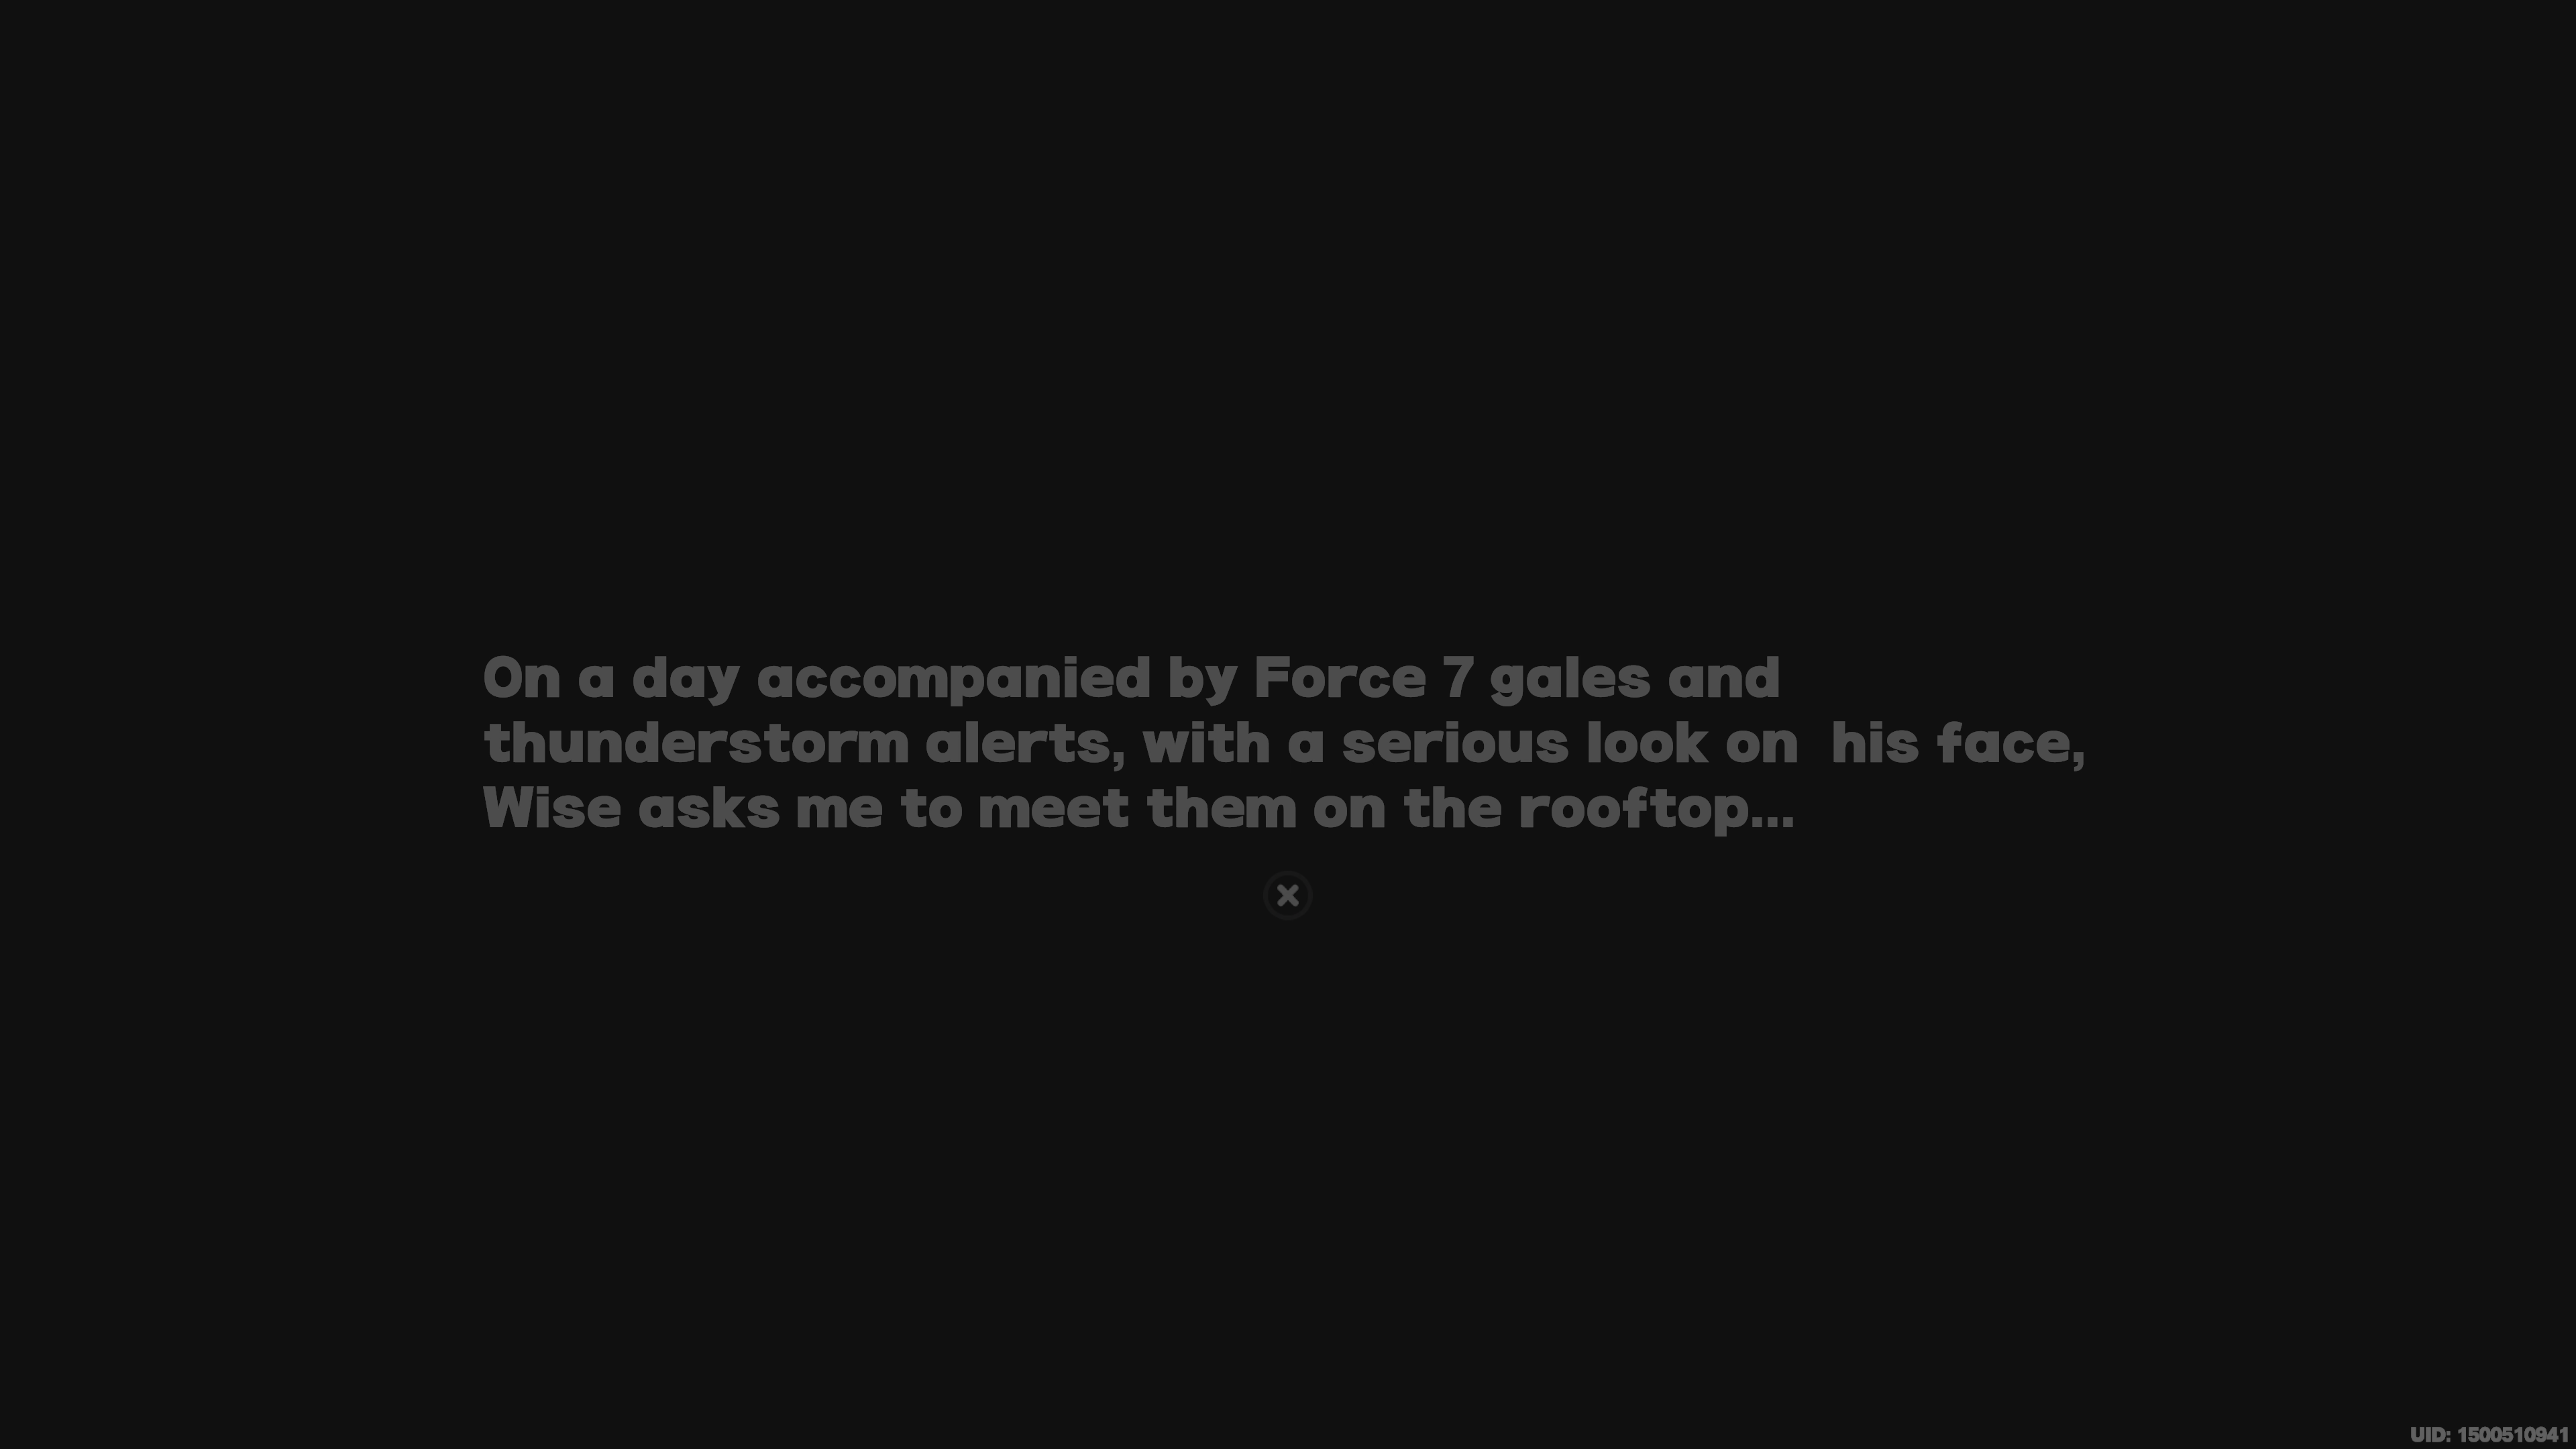 On a day accompanied by Force 7 gales and
thunderstorm alerts, with a serious look on  his face,
Wise asks me to meet them on the rooftop...
UID: 1500510941